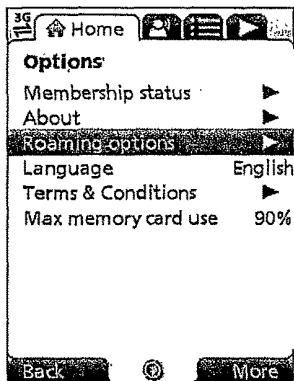 3G
Home
Options
Membership status
About
Roaming options
Language English
Terms & Conditions
Max memory card use 90%
Back More